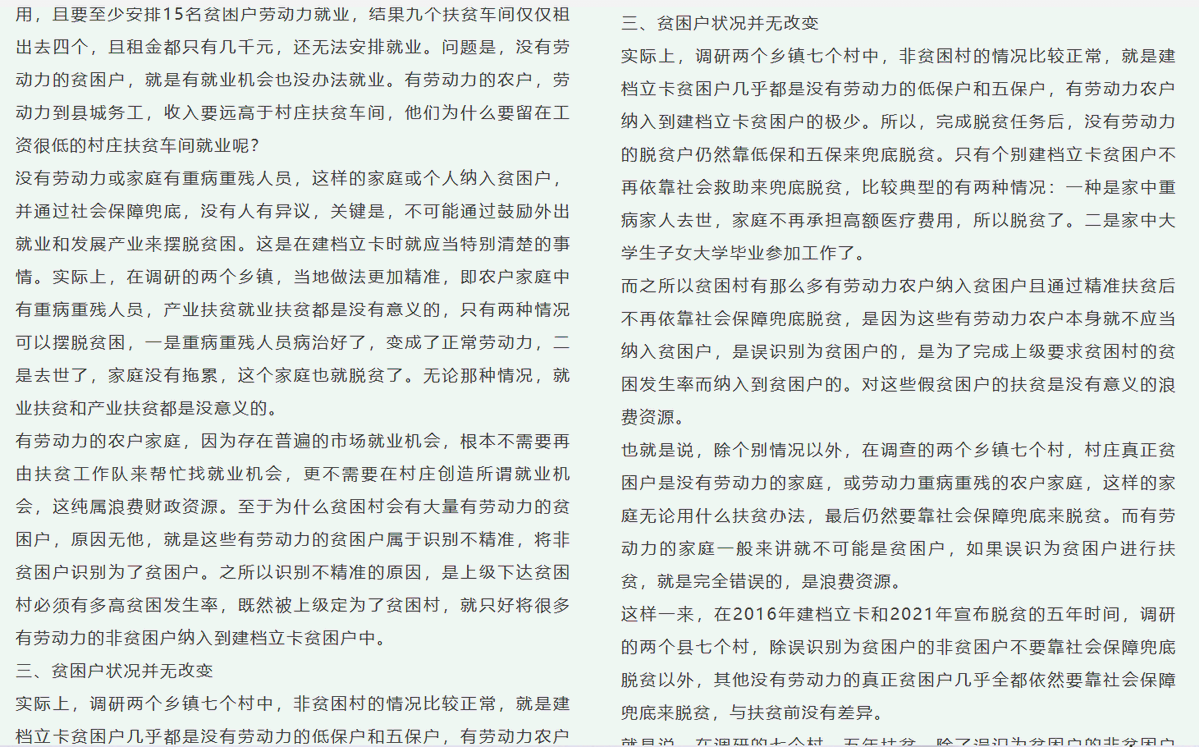 用，且要至少安排15名贫困户劳动力就业，结果九个扶贫车间仅仅租
出去四个，且租金都只有几千元，还无法安排就业。问题是，没有劳
动力的贫困户，就是有就业机会也没办法就业。有劳动力的农户，劳
动力到县城务工，收入要远高于村庄扶贫车间，他们为什么要留在工
资很低的村庄扶贫车间就业呢？
没有劳动力或家庭有重病重残人员，这样的家庭或个人纳入贫困户，
并通过社会保障兜底，没有人有异议，关键是，不可能通过鼓励外出
就业和发展产业来摆脱贫困。这是在建档立卡时就应当特别清楚的事
情。实际上，在调研的两个乡镇，当地做法更加精准，即农户家庭中
有重病重残人员，产业扶贫就业扶贫都是没有意义的，只有两种情况
可以摆脱贫困，一是重病重残人员病治好了，变成了正常劳动力，二
是去世了，家庭没有拖累，这个家庭也就脱贫了。无论那种情况，就
业扶贫和产业扶贫都是没意义的。
有劳动力的农户家庭，因为存在普遍的市场就业机会，根本不需要再
由扶贫工作队来帮忙找就业机会，更不需要在村庄创造所谓就业机
会，这纯属浪费财政资源。至于为什么贫困村会有大量有劳动力的贫
困户，原因无他，就是这些有劳动力的贫困户属于识别不精准，将非
贫困户识别为了贫困户。之所以识别不精准的原因，是上级下达贫困
村必须有多高贫困发生率，既然被上级定为了贫困村，就只好将很多
有劳动力的非贫困户纳入到建档立卡贫困户中。
三、贫困户状况并无改变
实际上，调研两个乡镇七个村中，非贫困村的情况比较正常，就是建
档立卡贫困户几乎都是没有劳动力的低保户和五保户，有劳动力农户
三、贫困户状况并无改变
实际上，调研两个乡镇七个村中，非贫困村的情况比较正常，就是建
档立卡贫困户几乎都是没有劳动力的低保户和五保户，有劳动力农户
纳入到建档立卡贫困户的极少。所以，完成脱贫任务后，没有劳动力
的脱贫户仍然靠低保和五保来兜底脱贫。只有个别建档立卡贫困户不
再依靠社会救助来兜底脱贫，比较典型的有两种情况：一种是家中重
病家人去世，家庭不再承担高额医疗费用，所以脱贫了。二是家中大
学生子女大学毕业参加工作了。
而之所以贫困村有那么多有劳动力农户纳入贫困户且通过精准扶贫后
不再依靠社会保障兜底脱贫，是因为这些有劳动力农户本身就不应当
纳入贫困户，是误识别为贫困户的，是为了完成上级要求贫困村的贫
困发生率而纳入到贫困户的。对这些假贫困户的扶贫是没有意义的浪
费资源。
也就是说，除个别情况以外，在调查的两个乡镇七个村，村庄真正贫
困户是没有劳动力的家庭，或劳动力重病重残的农户家庭，这样的家
庭无论用什么扶贫办法，最后仍然要靠社会保障兜底来脱贫。而有劳
动力的家庭一般来讲就不可能是贫困户，如果误识为贫困户进行扶
贫，就是完全错误的，是浪费资源。
这样一来，在2016年建档立卡和2021年宣布脱贫的五年时间，调研
的两个县七个村，除误识别为贫困户的非贫困户不要靠社会保障兜底
脱贫以外，其他没有劳动力的真正贫困户几乎全都依然要靠社会保障
兜底来脱贫，与扶贫前没有差异。
就是说，在调研的七个村，五年扶贫，除了误识为贫困户的非贫困户